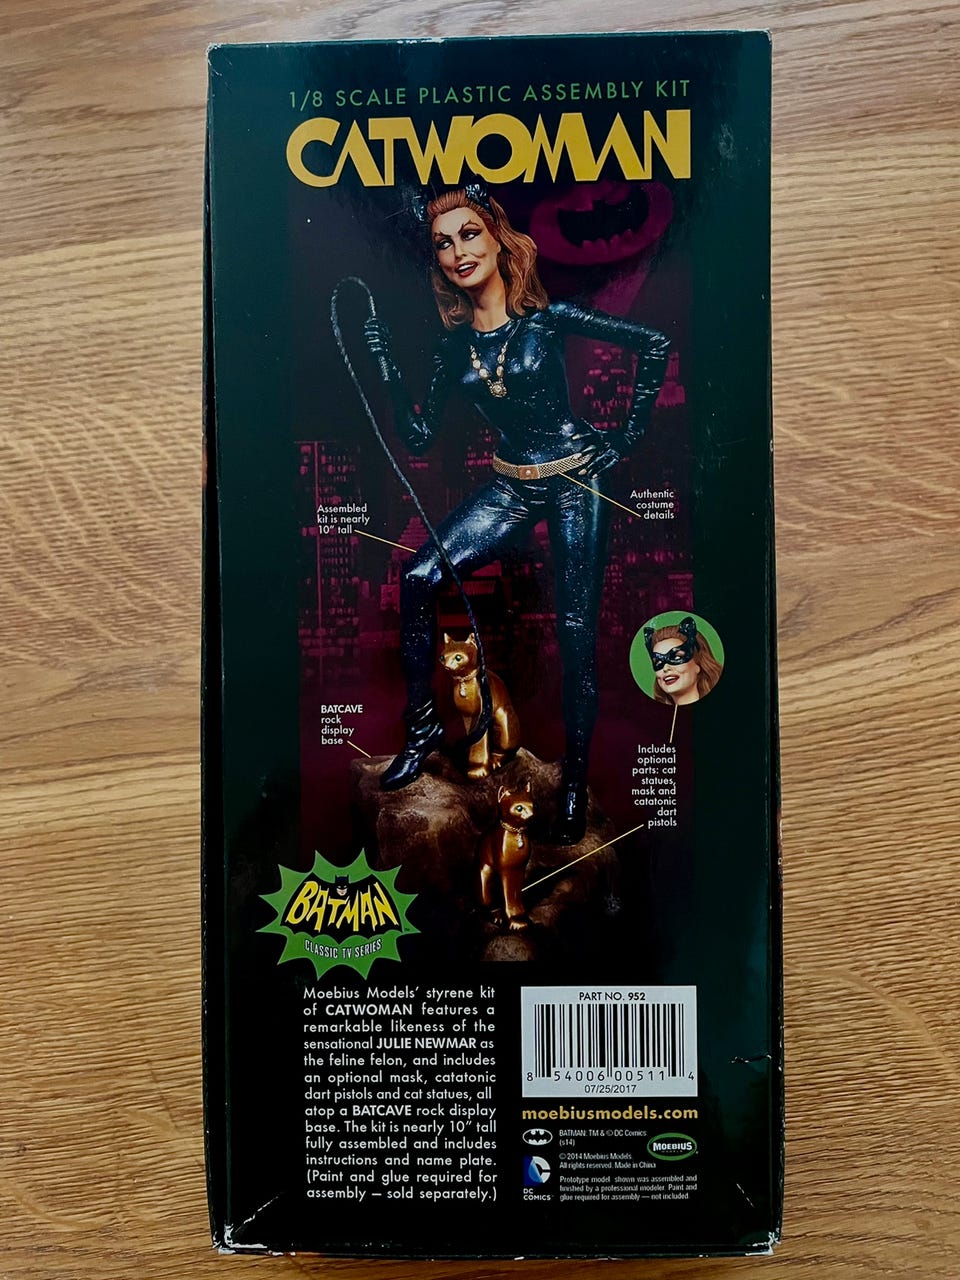 1/8 SCALE PLASTIC ASSEMBLY KIT
CATWOMAN
Assembled
kit is nearly
10" tall
Authentic
costume
details
BATCAVE
rock
display
base
Includes
optional
parts: cat
statues,
mask and
catatonic
dart
pistols
BATMAN
CLASSIC TV SERIES
Moebius Models' styrene kit
of CATWOMAN features a
remarkable likeness of the
sensational JULIE NEWMAR as
the feline felon, and includes
an optional mask, catatonic
dart pistols and cat statues, all
atop a BATCAVE rock display
base. The kit is nearly 10" tall
fully assembled and includes
instructions and name plate.
(Paint and glue required for
assembly — sold separately.)
PART NO. 952
8 54006 00511 4
07/25/2017
moebiusmodels.com
BATMAN: TM & © DC Comics
(s14)
© 2014 Moebius Models.
All rights reserved. Made in China
MOEBIUS
MODELS
DC
COMICS
Prototype model shown was assembled and
finished by a professional modeler. Paint and
glue required for assembly — not included.